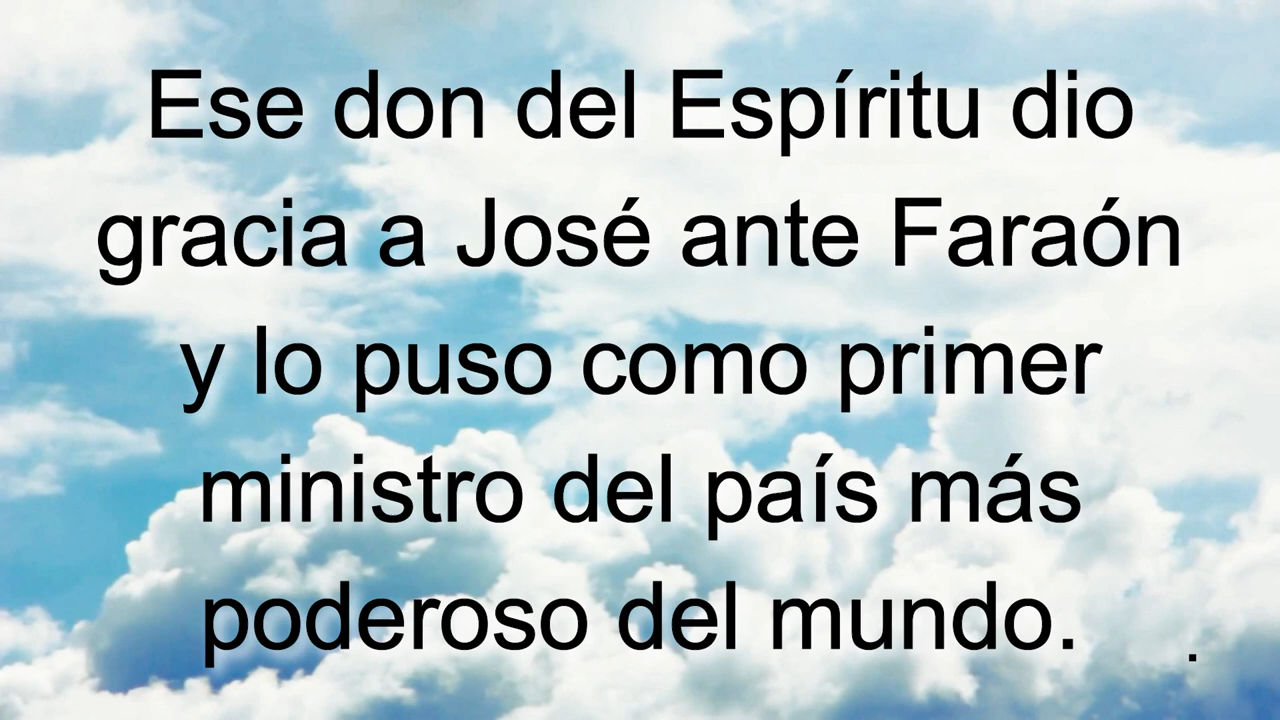 Ese don del Espíritu dio
gracia a José ante Faraón
y lo puso como primer
ministro del país más
poderoso del mundo.
.